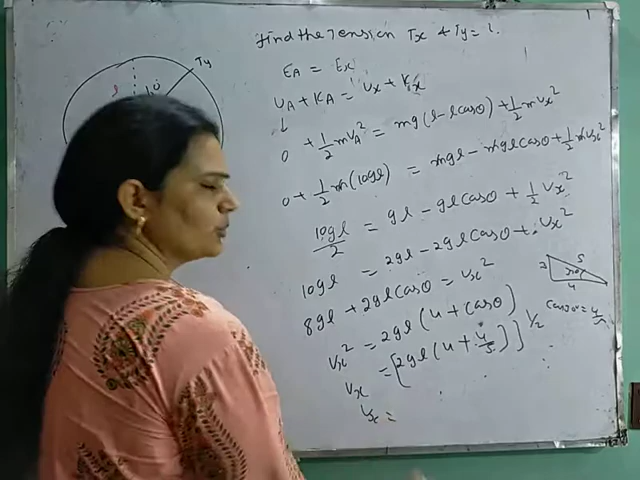 Find the Tension Tx & Ty = ?
Ty
l
EA = Ex
UA + KA = Ux + Kx
↓
0 + 1/2 mVA² = mg(l - l cosθ) + 1/2 mVx²
0 + 1/2 m(10gl) = mgl - mgl cosθ + 1/2 mVx²
10gl/2 = gl - gl cosθ + 1/2 Vx²
10gl = 2gl - 2gl cosθ + Vx²
8gl + 2gl cosθ = Vx²
Vx² = 2gl (4 + cosθ)
Vx = [2gl (4 + 4/5)]^1/2
Vx =
3
5
4